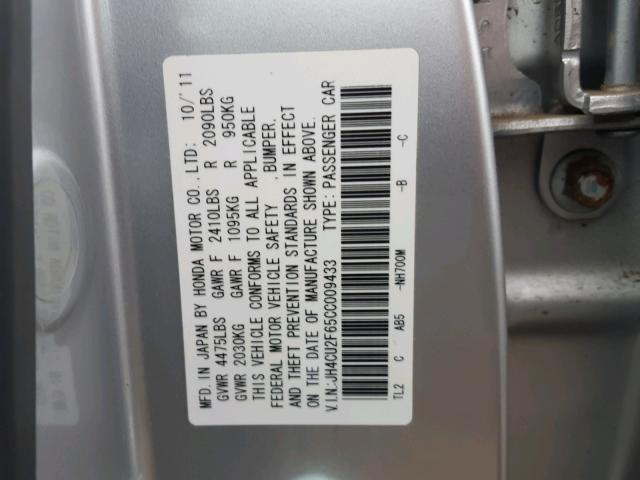 MFD. IN JAPAN BY HONDA MOTOR CO., LTD: 10/'11
GVWR 4475LBS GAWR F 2410LBS R 2090LBS
GVWR 2030KG GAWR F 1095KG R 950KG
THIS VEHICLE CONFORMS TO ALL APPLICABLE
FEDERAL MOTOR VEHICLE SAFETY ,BUMPER,
AND THEFT PREVENTION STANDARDS IN EFFECT
ON THE DATE OF MANUFACTURE SHOWN ABOVE.
V.I.N:JH4CU2F65CC009433 TYPE: PASSENGER CAR
TL2 C AB5 -NH700M -B -C